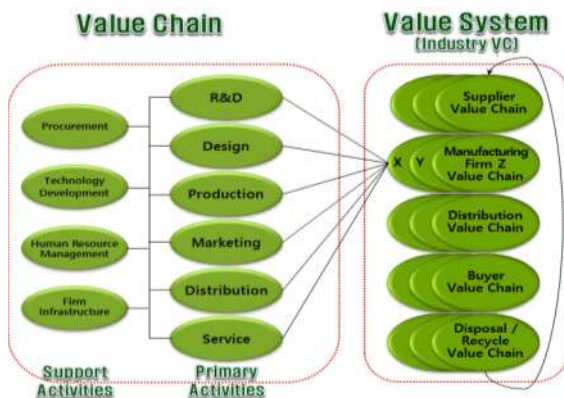 Value Chain
Value System
(Industry VC)
Procurement
Technology
Development
Human Resource
Management
Firm
Infrastructure
R&D
Design
Production
Marketing
Distribution
Service
Support
Activities
Primary
Activities
Supplier
Value Chain
X Y Manufacturing
Firm Z
Value Chain
Distribution
Value Chain
Buyer
Value Chain
Disposal /
Recycle
Value Chain